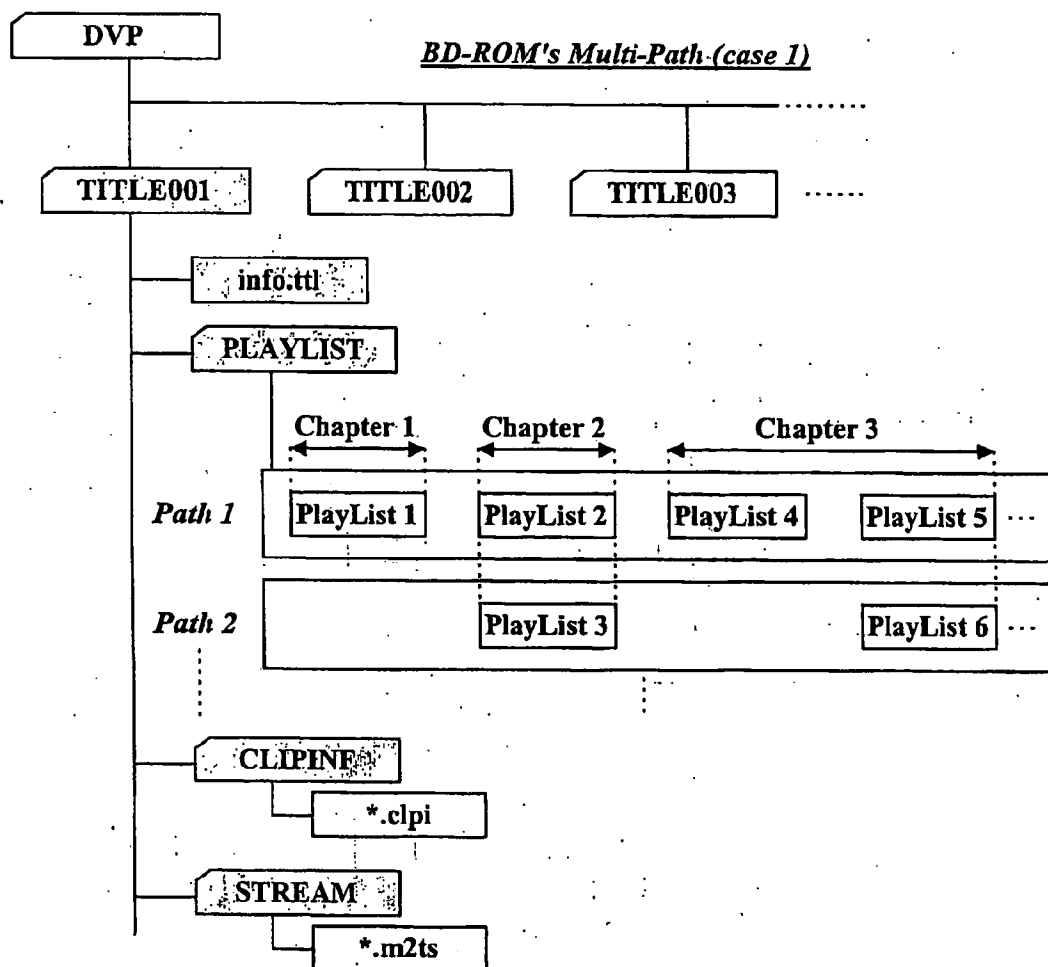 DVP
BD-ROM's Multi-Path (case 1)
TITLE001 TITLE002 TITLE003 ......
info.ttl
PLAYLIST
Chapter 1 Chapter 2 Chapter 3
Path 1 PlayList 1 PlayList 2 PlayList 4 PlayList 5 ...
Path 2 PlayList 3 PlayList 6 ...
CLIPINF
*.clpi
STREAM
*.m2ts